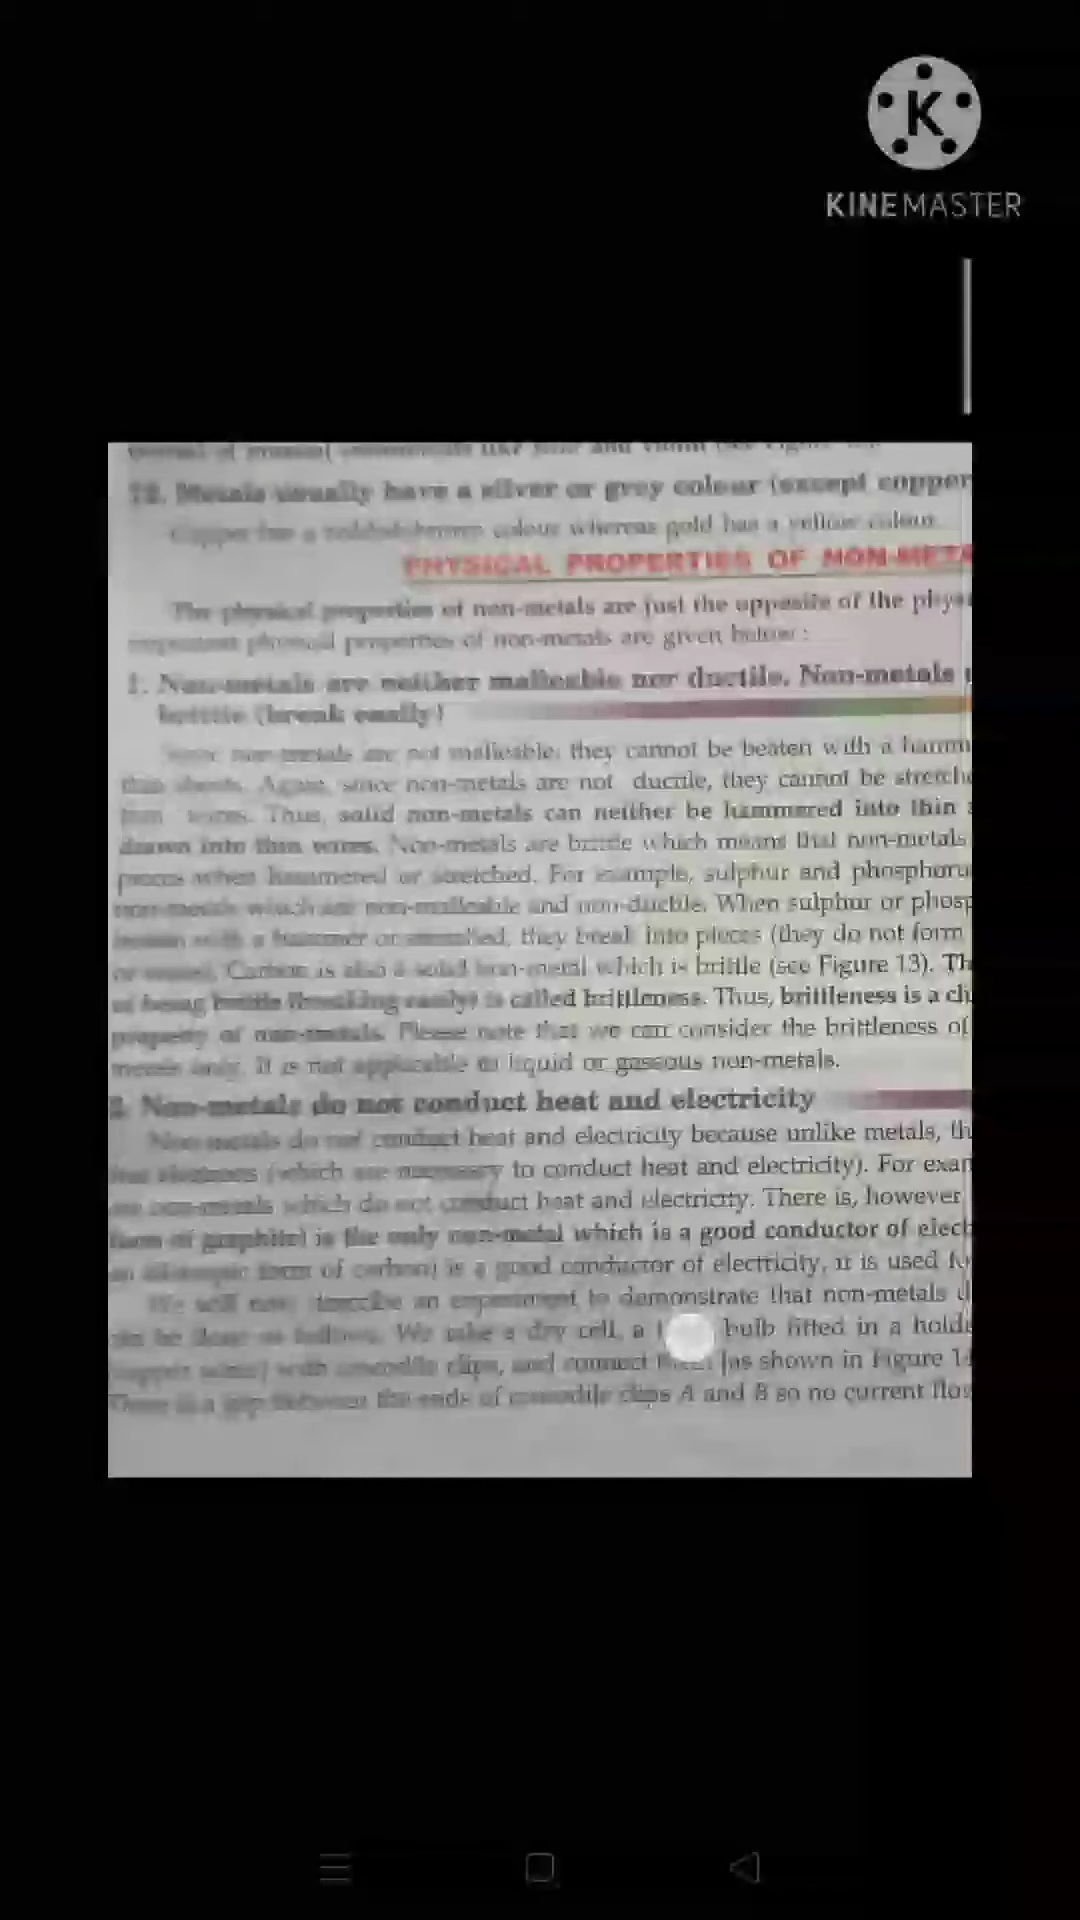 KINEMASTER
12. Metals usually have a silver or grey colour (except copper
Copper has a reddish-brown colour whereas gold has a yellow colour.
PHYSICAL PROPERTIES OF NON-META
The physical properties of non-metals are just the opposite of the phys
important physical properties of non-metals are given below :
1. Non-metals are neither malleable nor ductile. Non-metals
brittle (break easily)
Since non-metals are not malleable, they cannot be beaten with a hamm
thin sheets. Again, since non-metals are not ductile, they cannot be stretch
thin wires. Thus, solid non-metals can neither be hammered into thin
drawn into thin wires. Non-metals are brittle which means that non-metals
pieces when hammered or stretched. For example, sulphur and phosphoru
non-metals which are non-malleable and non-ductile. When sulphur or phosp
beaten with a hammer or stretched, they break into pieces (they do not form
or wires). Carbon is also a solid non-metal which is brittle (see Figure 13). Th
of being brittle (breaking easily) is called brittleness. Thus, brittleness is a ch
property of non-metals. Please note that we can consider the brittleness of
metals only. It is not applicable to liquid or gaseous non-metals.
2. Non-metals do not conduct heat and electricity
Non-metals do not conduct heat and electricity because unlike metals, th
free electrons (which are necessary to conduct heat and electricity). For exam
are non-metals which do not conduct heat and electricity. There is, however,
form of graphite) is the only non-metal which is a good conductor of elect
an allotropic form of carbon) is a good conductor of electricity, it is used fo
We will now describe an experiment to demonstrate that non-metals d
can be done as follows. We take a dry cell, a bulb fitted in a holde
(copper wires) with crocodile clips, and connect them as shown in Figure 14
There is a gap between the ends of crocodile clips A and B so no current flow